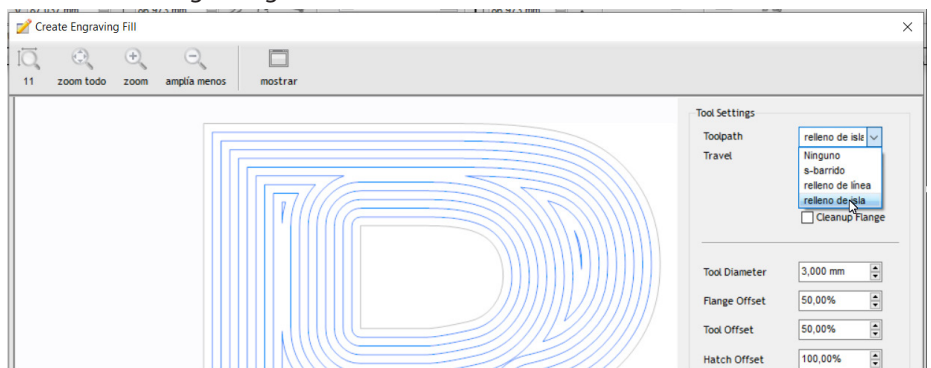 Create Engraving Fill
11 zoom todo zoom amplía menos mostrar
Tool Settings
Toolpath relleno de isla
Travel
Ninguno
s-barrido
relleno de línea
relleno de isla
Cleanup Flange
Tool Diameter 3,000 mm
Flange Offset 50,00%
Tool Offset 50,00%
Hatch Offset 100,00%